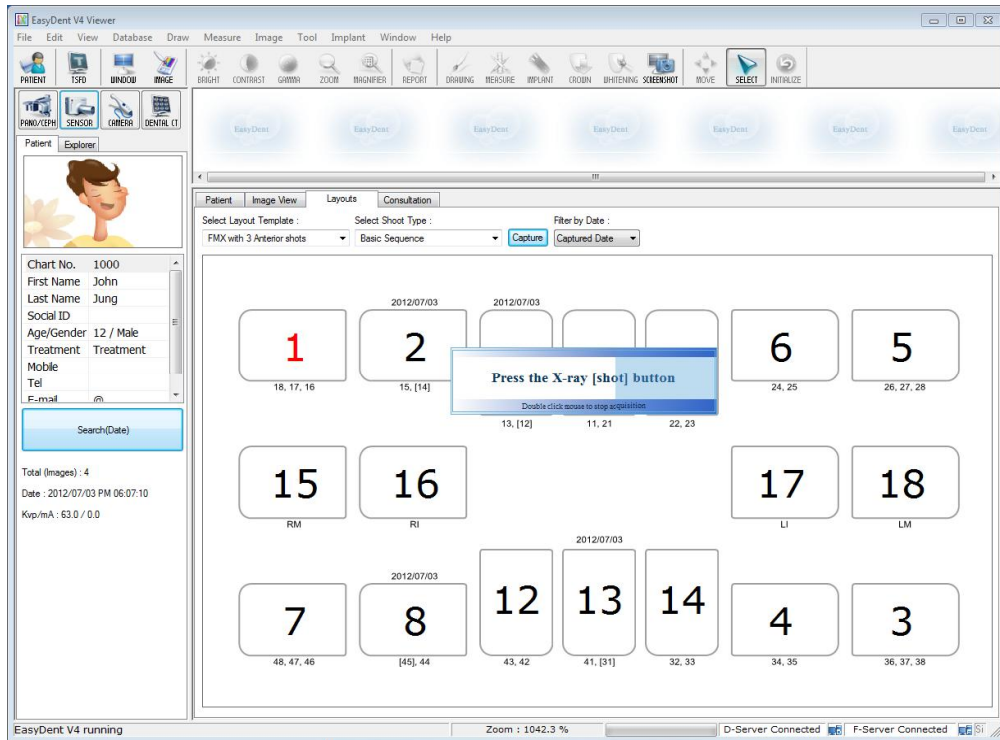 EasyDent V4 Viewer
File Edit View Database Draw Measure Image Tool Implant Window Help
PATIENT TSFD WINDOW IMAGE BRIGHT CONTRAST GAMMA ZOOM MAGNIFIER REPORT DRAWING MEASURE IMPLANT CROWN WHITENING SCREENSHOT MOVE SELECT INITIALIZE
PANO/CEPH SENSOR CAMERA DENTAL CT
EasyDent EasyDent EasyDent EasyDent EasyDent EasyDent EasyDent
Patient Explorer
Patient Image View Layouts Consultation
Select Layout Template : Select Shoot Type : Filter by Date :
FMX with 3 Anterior shots Basic Sequence Capture Captured Date
Chart No. 1000
First Name John
Last Name Jung
Social ID
Age/Gender 12 / Male
Treatment Treatment
Mobile
Tel
E-mail @
Search(Date)
Total (Images) : 4
Date : 2012/07/03 PM 06:07:10
Kvp/mA : 63.0 / 0.0
2012/07/03 2012/07/03
1 2 6 5
Press the X-ray [shot] button
Double click mouse to stop acquisition
18, 17, 16 15, [14] 24, 25 26, 27, 28
13, [12] 11, 21 22, 23
15 16 17 18
RM RI LI LM
2012/07/03
2012/07/03
7 8 12 13 14 4 3
48, 47, 46 [45], 44 43, 42 41, [31] 32, 33 34, 35 36, 37, 38
EasyDent V4 running Zoom : 1042.3 % D-Server Connected F-Server Connected